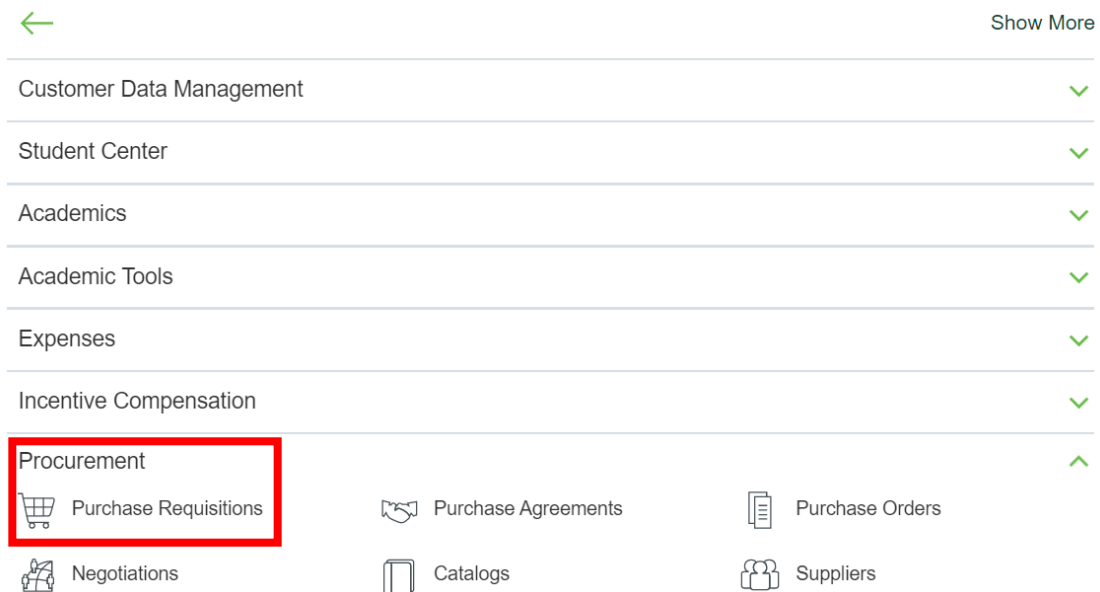 Show More
Customer Data Management
Student Center
Academics
Academic Tools
Expenses
Incentive Compensation
Procurement
Purchase Requisitions Purchase Agreements Purchase Orders
Negotiations Catalogs Suppliers